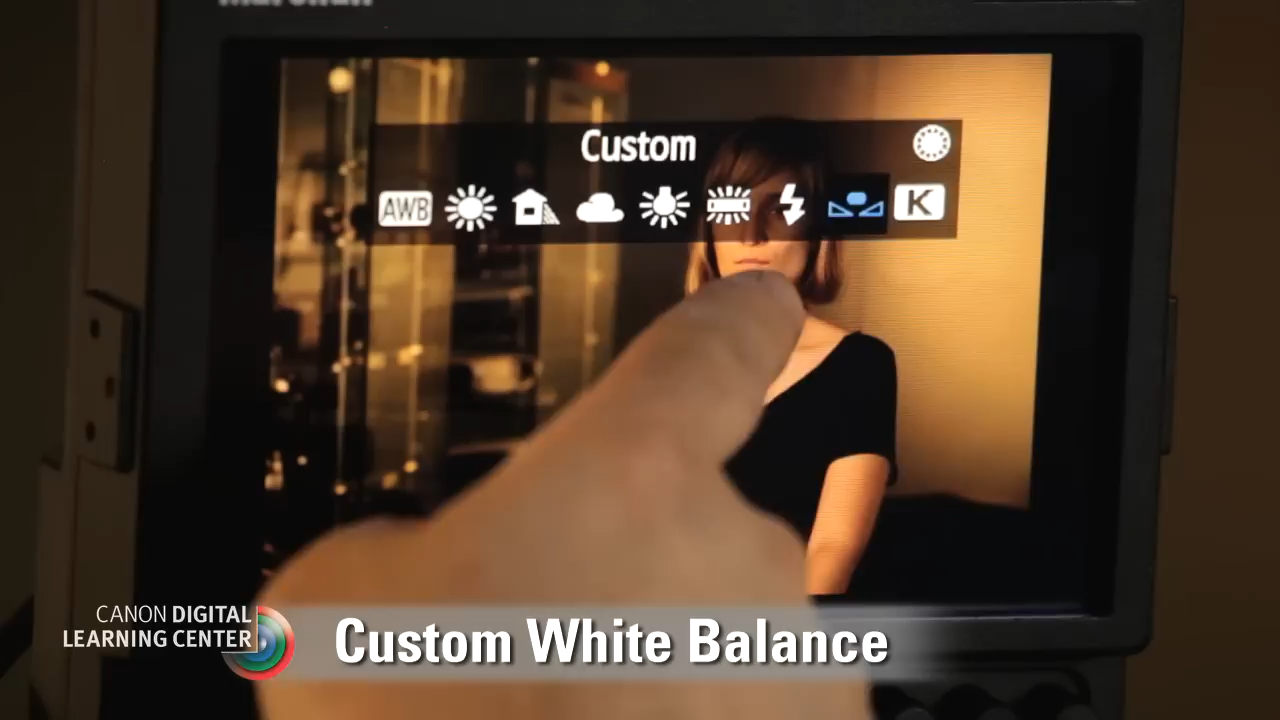 Custom
AWB
K
CANON DIGITAL
LEARNING CENTER
Custom White Balance